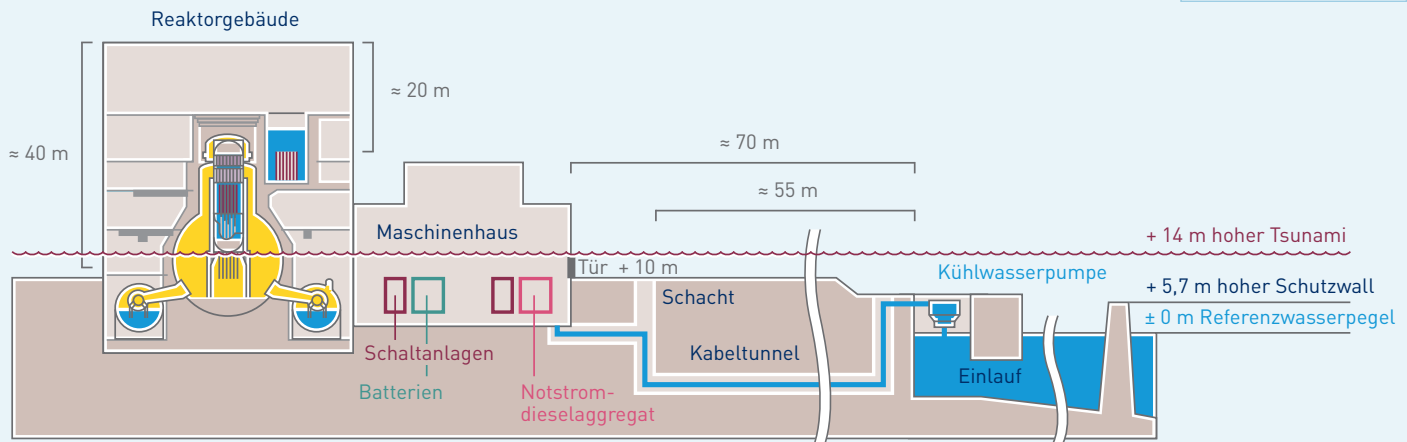 Reaktorgebäude
≈ 20 m
≈ 40 m
≈ 70 m
≈ 55 m
Maschinenhaus
+ 14 m hoher Tsunami
Tür + 10 m
Kühlwasserpumpe
+ 5,7 m hoher Schutzwall
Schacht
± 0 m Referenzwasserpegel
Schaltanlagen
Kabeltunnel
Einlauf
Batterien
Notstrom-
dieselaggregat